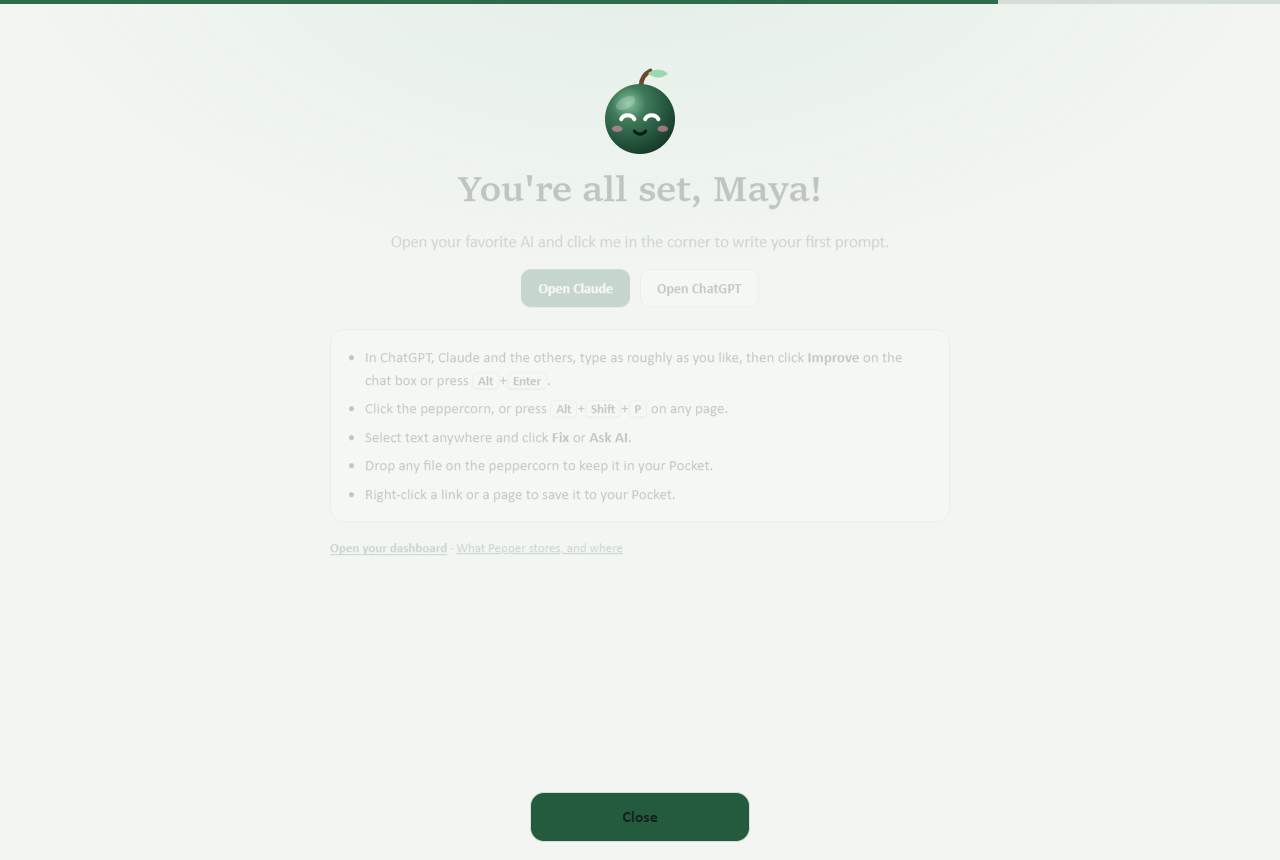 You're all set, Maya!
Open your favorite AI and click me in the corner to write your first prompt.
Open Claude
Open ChatGPT
In ChatGPT, Claude and the others, type as roughly as you like, then click Improve on the
chat box or press Alt+Enter.
Click the peppercorn, or press Alt+Shift+P on any page.
Select text anywhere and click Fix or Ask AI.
Drop any file on the peppercorn to keep it in your Pocket.
Right-click a link or a page to save it to your Pocket.
Open your dashboard · What Pepper stores, and where
Close